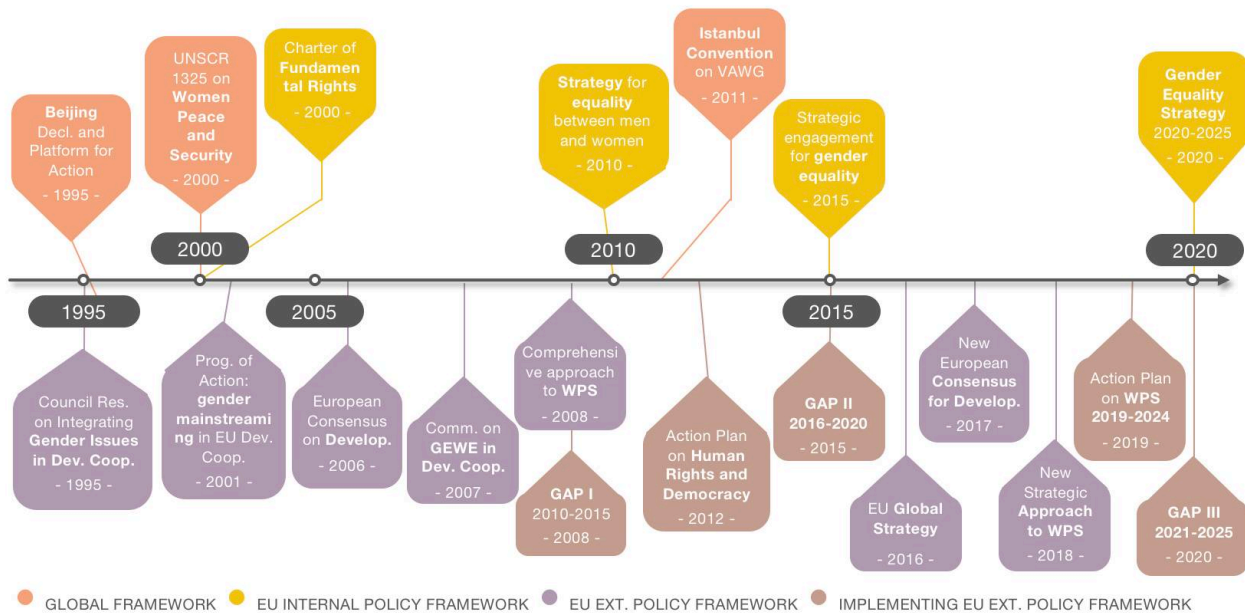 Beijing
Decl. and
Platform for
Action
- 1995 -
UNSCR
1325 on
Women
Peace
and
Security
- 2000 -
Charter of
Fundamen
tal Rights
- 2000 -
Strategy for
equality
between men
and women
- 2010 -
Istanbul
Convention
on VAWG
- 2011 -
Strategic
engagement
for gender
equality
- 2015 -
Gender
Equality
Strategy
2020-2025
- 2020 -
2000
2010
2020
1995
2005
2015
Council Res.
on Integrating
Gender Issues
in Dev. Coop.
- 1995 -
Prog. of
Action:
gender
mainstreami
ng in EU Dev.
Coop.
- 2001 -
European
Consensus
on Develop.
- 2006 -
Comm. on
GEWE in
Dev. Coop.
- 2007 -
Comprehensi
ve approach
to WPS
- 2008 -
GAP I
2010-2015
- 2008 -
Action Plan
on Human
Rights and
Democracy
- 2012 -
GAP II
2016-2020
- 2015 -
EU Global
Strategy
- 2016 -
New
European
Consensus
for Develop.
- 2017 -
New
Strategic
Approach
to WPS
- 2018 -
Action Plan
on WPS
2019-2024
- 2019 -
GAP III
2021-2025
- 2020 -
GLOBAL FRAMEWORK
EU INTERNAL POLICY FRAMEWORK
EU EXT. POLICY FRAMEWORK
IMPLEMENTING EU EXT. POLICY FRAMEWORK